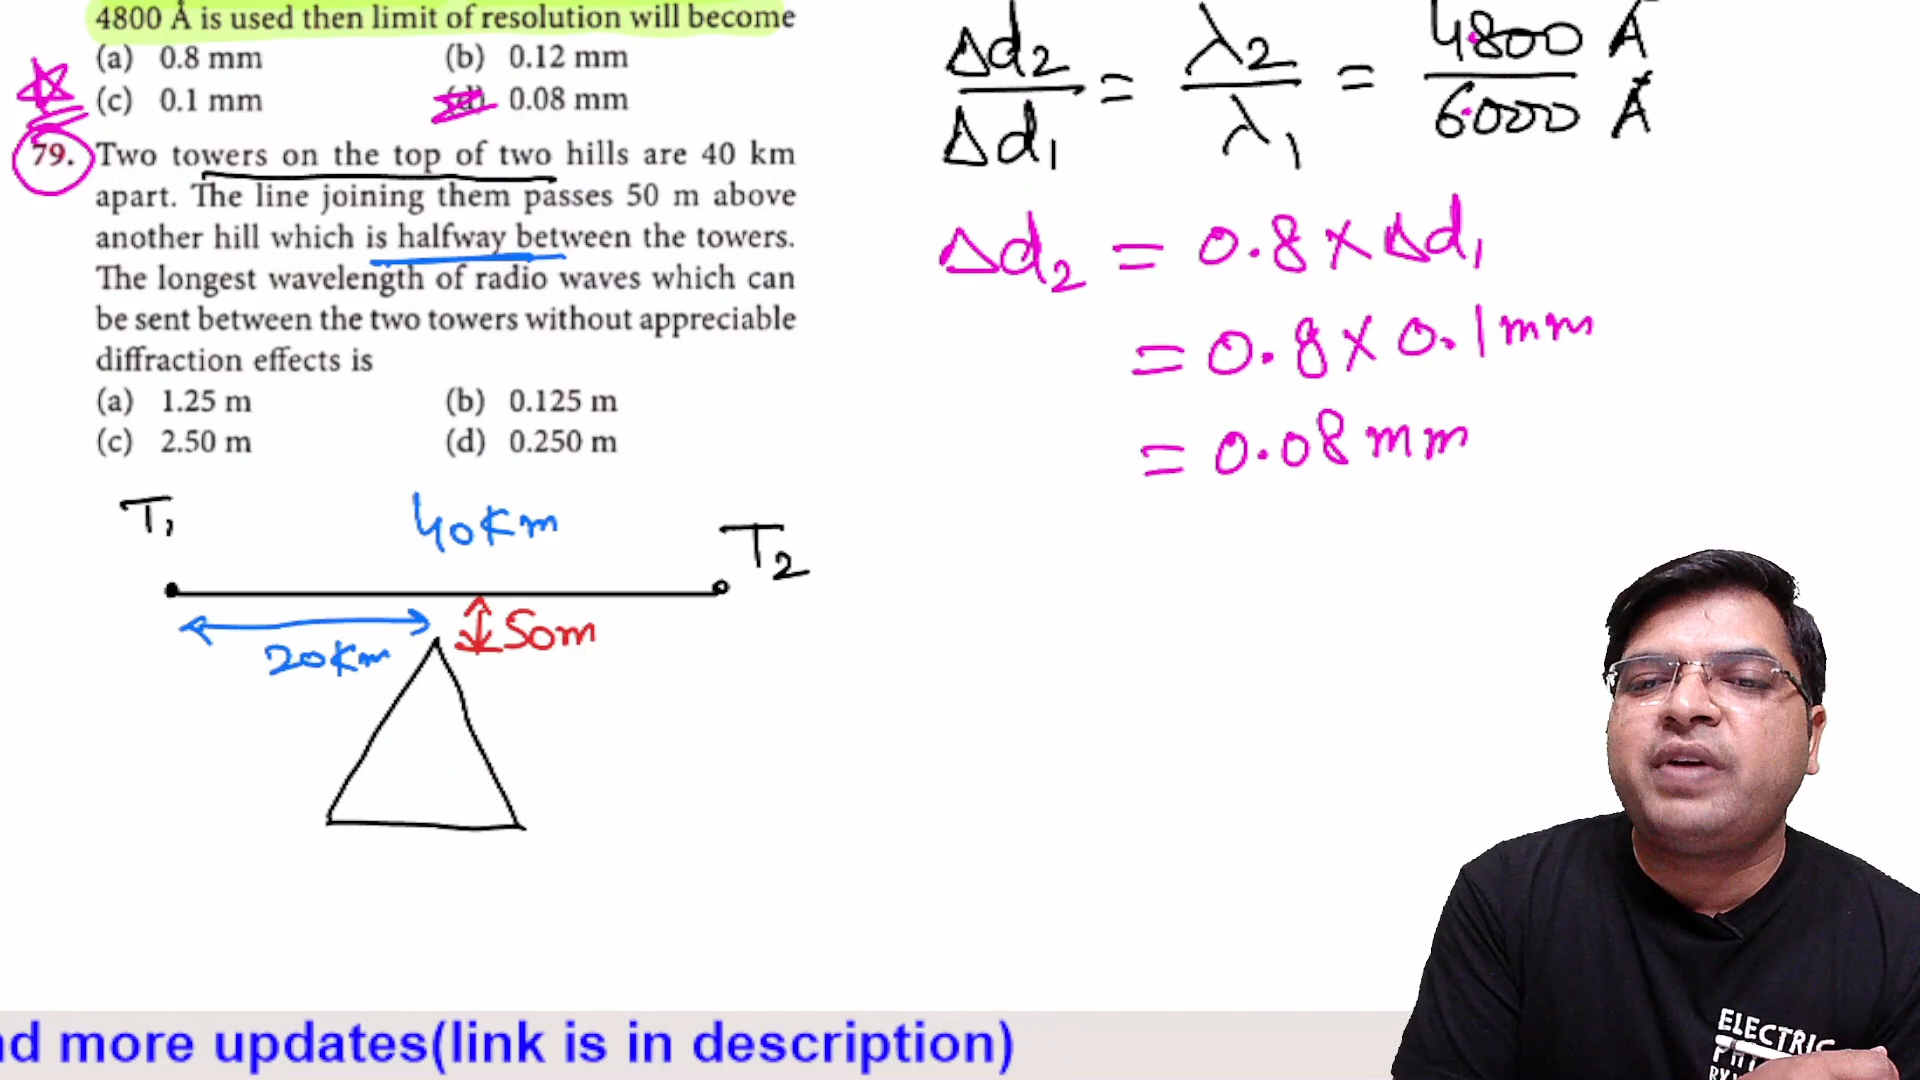 4800 Å is used then limit of resolution will become
(a) 0.8 mm (b) 0.12 mm
(c) 0.1 mm (d) 0.08 mm
79. Two towers on the top of two hills are 40 km
apart. The line joining them passes 50 m above
another hill which is halfway between the towers.
The longest wavelength of radio waves which can
be sent between the two towers without appreciable
diffraction effects is
(a) 1.25 m (b) 0.125 m
(c) 2.50 m (d) 0.250 m
T₁ 40Km T₂
20Km 50m
Δd₂/Δd₁ = λ₂/λ₁ = 4800 Å/6000 Å
Δd₂ = 0.8 × Δd₁
= 0.8 × 0.1mm
= 0.08mm
ELECTRIC
nd more updates(link is in description)